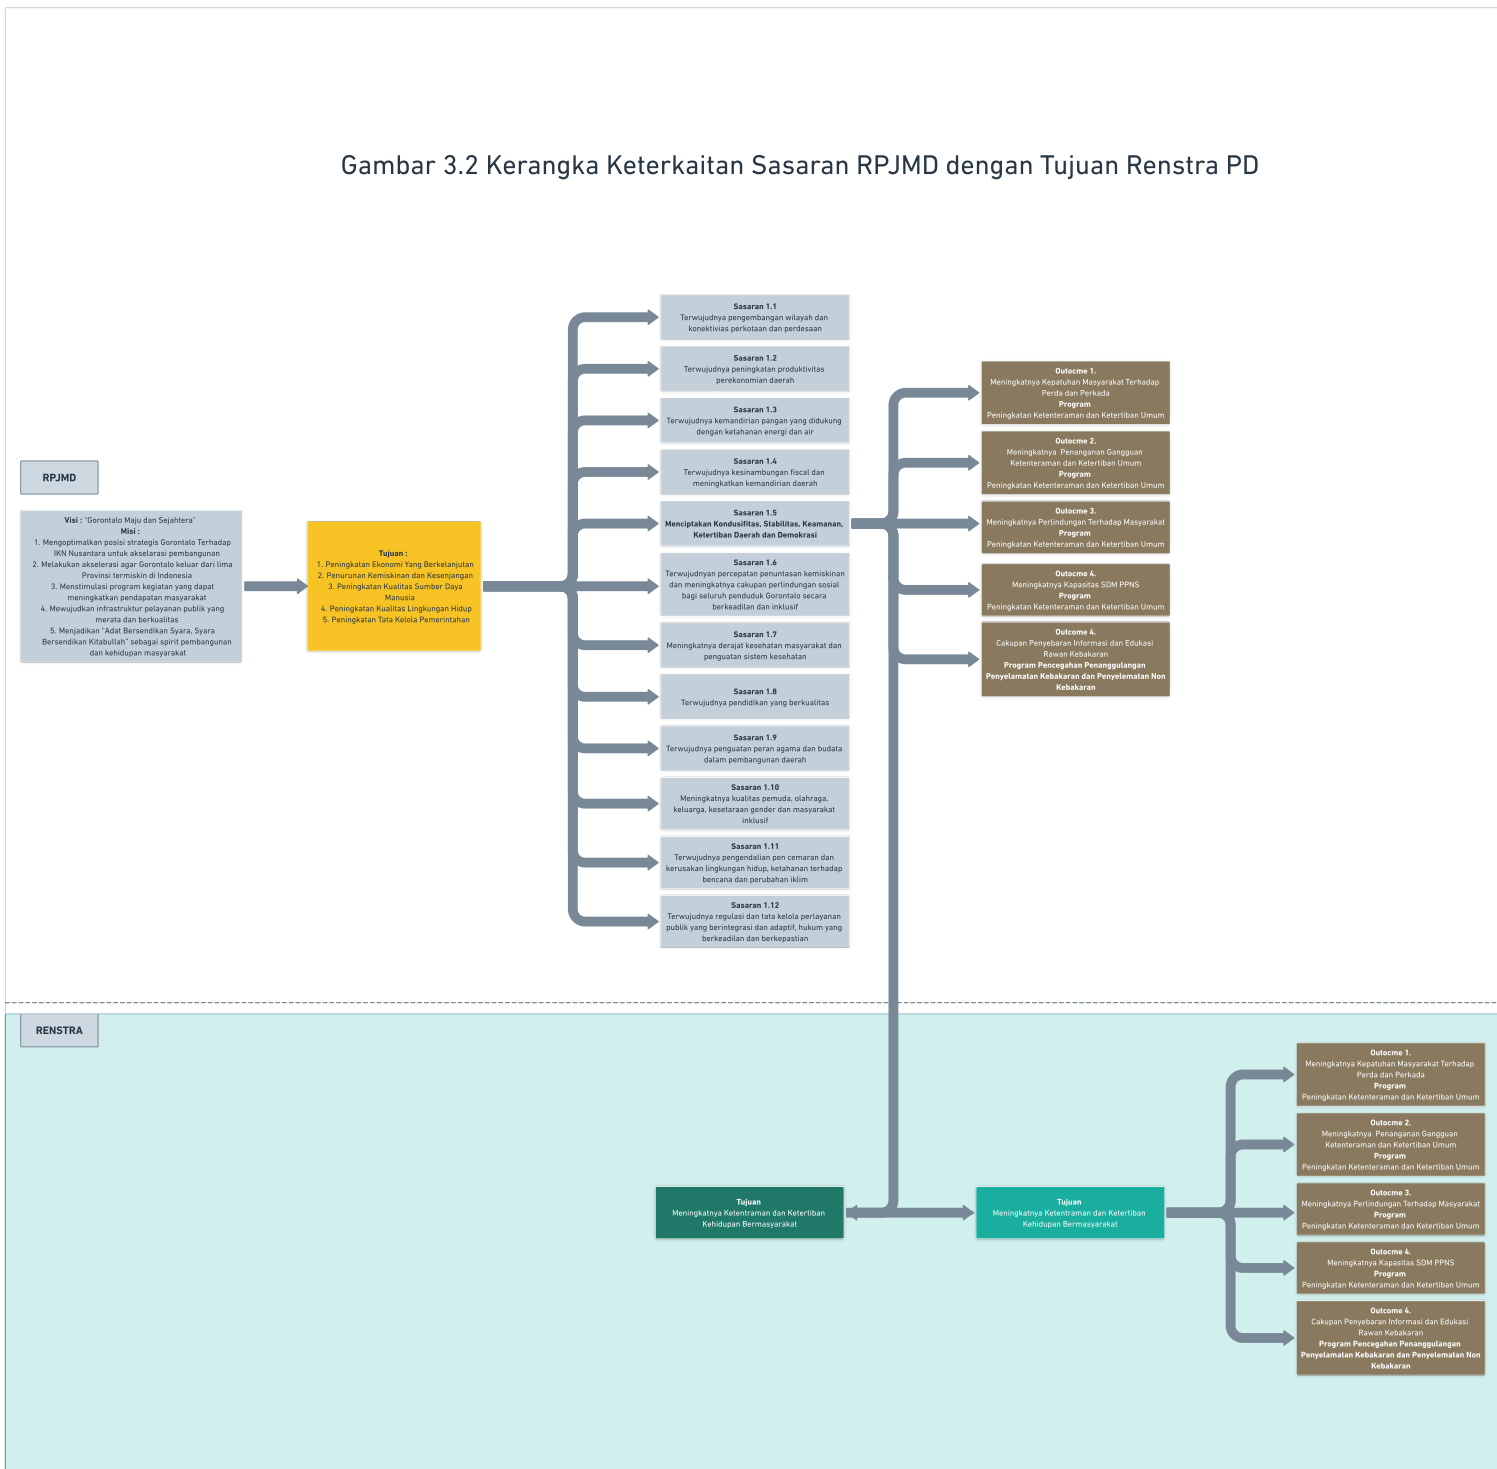 Gambar 3.2 Kerangka Keterkaitan Sasaran RPJMD dengan Tujuan Renstra PD
RPJMD
Visi : "Gorontalo Maju dan Sejahtera"
Misi :
1. Mengoptimalkan posisi strategis Gorontalo Terhadap
IKN Nusantara untuk akselarasi pembangunan
2. Melakukan akselerasi agar Gorontalo keluar dari lima
Provinsi termiskin di Indonesia
3. Menstimulasi program kegiatan yang dapat
meningkatkan pendapatan masyarakat
4. Mewujudkan infrastruktur pelayanan publik yang
merata dan berkualitas
5. Menjadikan "Adat Bersendikan Syara, Syara
Bersendikan Kitabullah" sebagai spirit pembangunan
dan kehidupan masyarakat
Tujuan :
1. Peningkatan Ekonomi Yang Berkelanjutan
2. Penurunan Kemiskinan dan Kesenjangan
3. Peningkatan Kualitas Sumber Daya
Manusia
4. Peningkatan Kualitas Lingkungan Hidup
5. Peningkatan Tata Kelola Pemerintahan
Sasaran 1.1
Terwujudnya pengembangan wilayah dan
konektivias perkotaan dan perdesaan
Sasaran 1.2
Terwujudnya peningkatan produktivitas
perekonomian daerah
Sasaran 1.3
Terwujudnya kemandirian pangan yang didukung
dengan ketahanan energi dan air
Sasaran 1.4
Terwujudnya kesinambungan fiscal dan
meningkatkan kemandirian daerah
Sasaran 1.5
Menciptakan Kondusifitas, Stabilitas, Keamanan,
Ketertiban Daerah dan Demokrasi
Sasaran 1.6
Terwujudnyan percepatan penuntasan kemiskinan
dan meningkatnya cakupan perlindungan sosial
bagi seluruh penduduk Gorontalo secara
berkeadilan dan inklusif
Sasaran 1.7
Meningkatnya derajat kesehatan masyarakat dan
penguatan sistem kesehatan
Sasaran 1.8
Terwujudnya pendidikan yang berkualitas
Sasaran 1.9
Terwujudnya penguatan peran agama dan budata
dalam pembangunan daerah
Sasaran 1.10
Meningkatnya kualitas pemuda, olahraga,
keluarga, kesetaraan gender dan masyarakat
inklusif
Sasaran 1.11
Terwujudnya pengendalian pen cemaran dan
kerusakan lingkungan hidup, ketahanan terhadap
bencana dan perubahan iklim
Sasaran 1.12
Terwujudnya regulasi dan tata kelola perlayanan
publik yang berintegrasi dan adaptif, hukum yang
berkeadilan dan berkepastian
Outocme 1.
Meningkatnya Kepatuhan Masyarakat Terhadap
Perda dan Perkada
Program
Peningkatan Ketenteraman dan Ketertiban Umum
Outocme 2.
Meningkatnya Penanganan Gangguan
Ketenteraman dan Ketertiban Umum
Program
Peningkatan Ketenteraman dan Ketertiban Umum
Outocme 3.
Meningkatnya Perlindungan Terhadap Masyarakat
Program
Peningkatan Ketenteraman dan Ketertiban Umum
Outocme 4.
Meningkatnya Kapasitas SDM PPNS
Program
Peningkatan Ketenteraman dan Ketertiban Umum
Outcome 4.
Cakupan Penyebaran Informasi dan Edukasi
Rawan Kebakaran
Program Pencegahan Penanggulangan
Penyelamatan Kebakaran dan Penyelematan Non
Kebakaran
RENSTRA
Tujuan
Meningkatnya Ketentraman dan Ketertiban
Kehidupan Bermasyarakat
Tujuan
Meningkatnya Ketentraman dan Ketertiban
Kehidupan Bermasyarakat
Outocme 1.
Meningkatnya Kepatuhan Masyarakat Terhadap
Perda dan Perkada
Program
Peningkatan Ketenteraman dan Ketertiban Umum
Outocme 2.
Meningkatnya Penanganan Gangguan
Ketenteraman dan Ketertiban Umum
Program
Peningkatan Ketenteraman dan Ketertiban Umum
Outocme 3.
Meningkatnya Perlindungan Terhadap Masyarakat
Program
Peningkatan Ketenteraman dan Ketertiban Umum
Outocme 4.
Meningkatnya Kapasitas SDM PPNS
Program
Peningkatan Ketenteraman dan Ketertiban Umum
Outcome 4.
Cakupan Penyebaran Informasi dan Edukasi
Rawan Kebakaran
Program Pencegahan Penanggulangan
Penyelamatan Kebakaran dan Penyelematan Non
Kebakaran